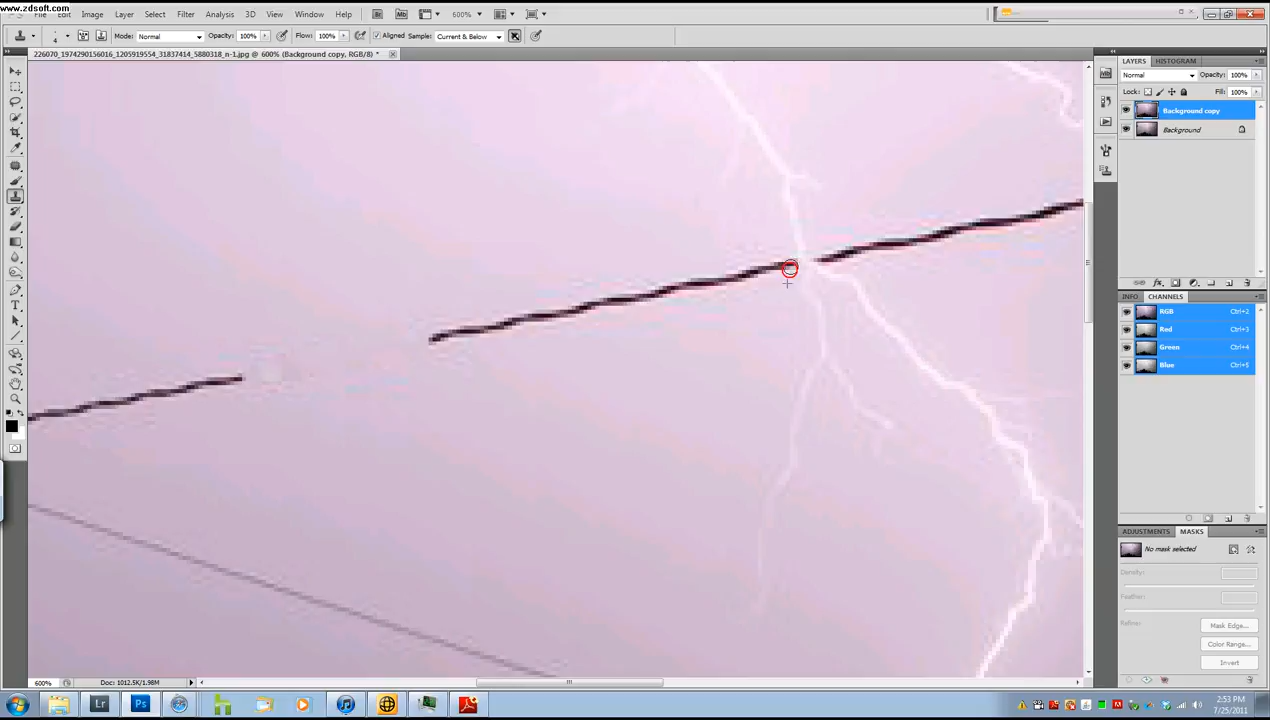 www.zdsoft.com
File Edit Image Layer Select Filter Analysis 3D View Window Help 600%
Mode: Normal Opacity: 100% Flow: 100% Aligned Sample: Current & Below
226070_1974290156016_1205919554_31837414_5880318_n-1.jpg @ 600% (Background copy, RGB/8) *
LAYERS HISTOGRAM
Normal Opacity: 100%
Lock: Fill: 100%
Background copy
Background
INFO CHANNELS
RGB Ctrl+2
Red Ctrl+3
Green Ctrl+4
Blue Ctrl+5
ADJUSTMENTS MASKS
No mask selected
Density:
Feather:
Refine: Mask Edge...
Color Range...
Invert
600% Doc: 1012.5K/1.98M
Lr Ps
2:53 PM
7/25/2011